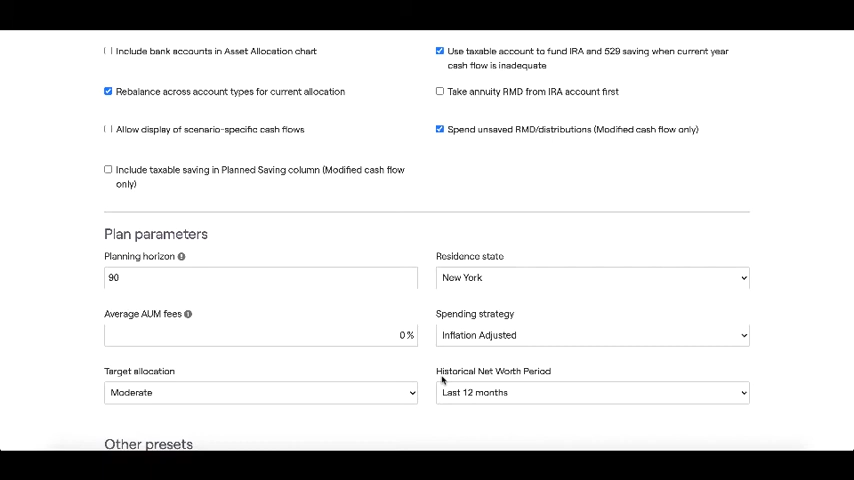 Include bank accounts in Asset Allocation chart
Use taxable account to fund IRA and 529 saving when current year
cash flow is inadequate
Rebalance across account types for current allocation
Take annuity RMD from IRA account first
Allow display of scenario-specific cash flows
Spend unsaved RMD/distributions (Modified cash flow only)
Include taxable saving in Planned Saving column (Modified cash flow
only)
Plan parameters
Planning horizon
Residence state
90
New York
Average AUM fees
Spending strategy
0%
Inflation Adjusted
Target allocation
Historical Net Worth Period
Moderate
Last 12 months
Other presets